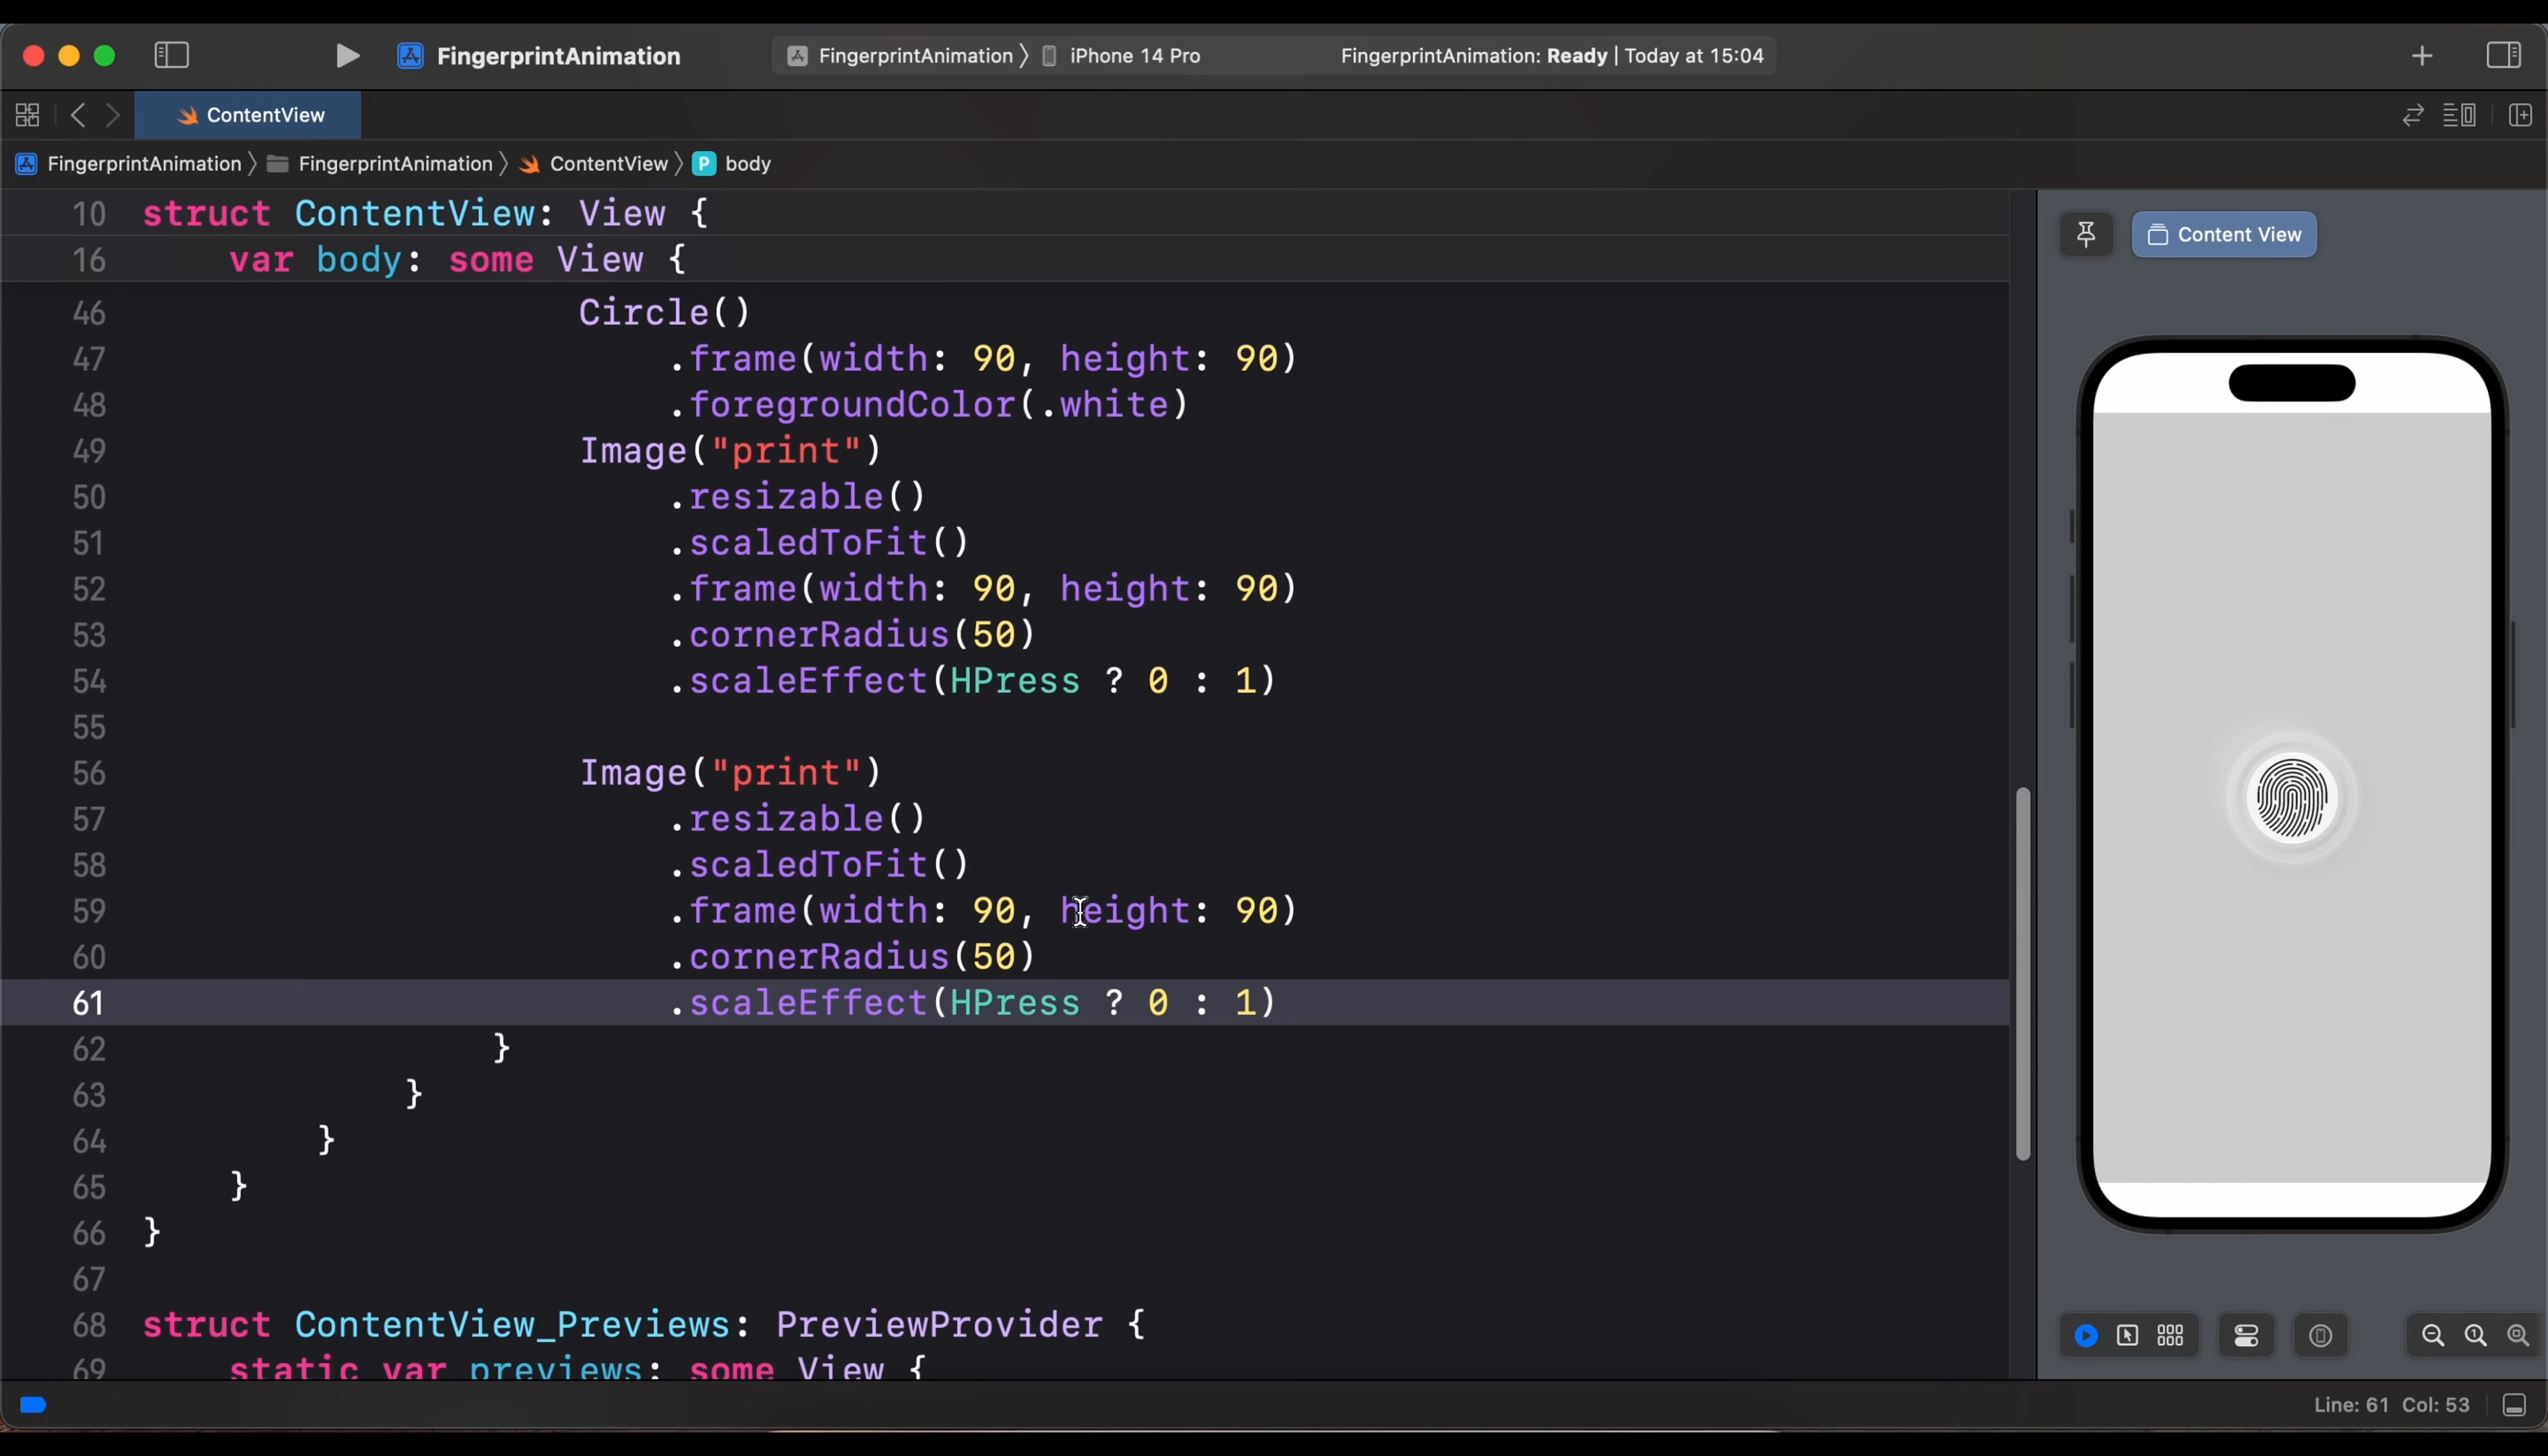 FingerprintAnimation
FingerprintAnimation 〉 iPhone 14 Pro
FingerprintAnimation: Ready | Today at 15:04
ContentView
FingerprintAnimation 〉 FingerprintAnimation 〉 ContentView 〉 P body
10 struct ContentView: View {
16 var body: some View {
46 Circle()
47 .frame(width: 90, height: 90)
48 .foregroundColor(.white)
49 Image("print")
50 .resizable()
51 .scaledToFit()
52 .frame(width: 90, height: 90)
53 .cornerRadius(50)
54 .scaleEffect(HPress ? 0 : 1)
55
56 Image("print")
57 .resizable()
58 .scaledToFit()
59 .frame(width: 90, height: 90)
60 .cornerRadius(50)
61 .scaleEffect(HPress ? 0 : 1)
62 }
63 }
64 }
65 }
66 }
67
68 struct ContentView_Previews: PreviewProvider {
69 static var previews: some View {
Content View
Line: 61 Col: 53